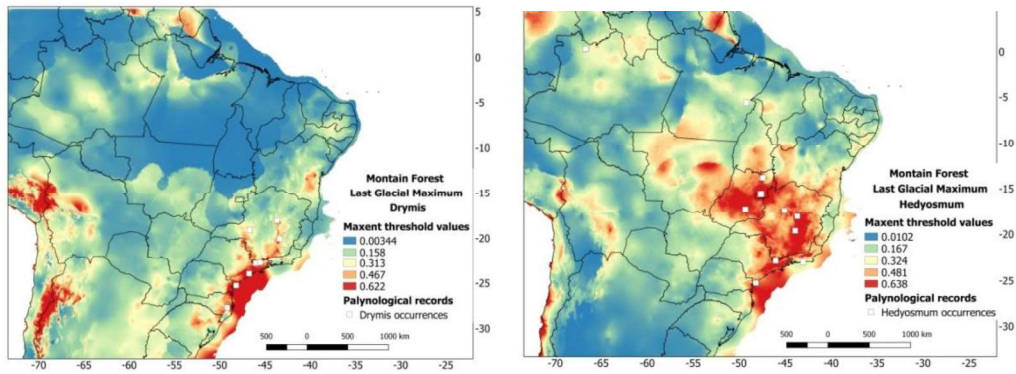 5
0
-5
-10
-15
-20
-25
-30
Montain Forest
Last Glacial Maximum
Drymis
Maxent threshold values
0.00344
0.158
0.313
0.467
0.622
Palynological records
Drymis occurrences
500 0 500 1000 km
-65 -60 -55 -50 -45 -40 -35 -30 -25
0
-5
-10
-15
-20
-25
-30
Montain Forest
Last Glacial Maximum
Hedyosmum
Maxent threshold values
0.0102
0.167
0.324
0.481
0.638
Palynological records
Hedyosmum occurrences
500 0 500 1000 km
-70 -65 -60 -55 -50 -45 -40 -35 -30 -25